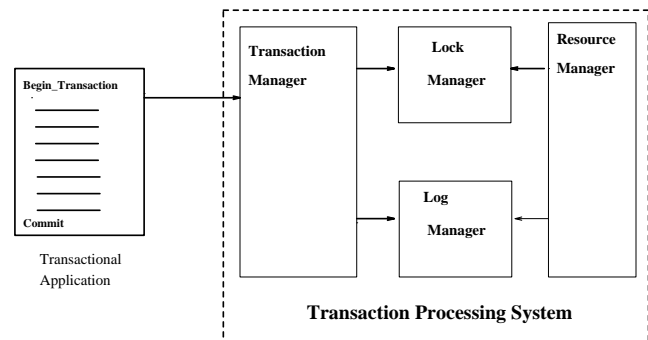 Begin_Transaction
Commit
Transactional
Application
Transaction
Manager
Lock
Manager
Log
Manager
Resource
Manager
Transaction Processing System